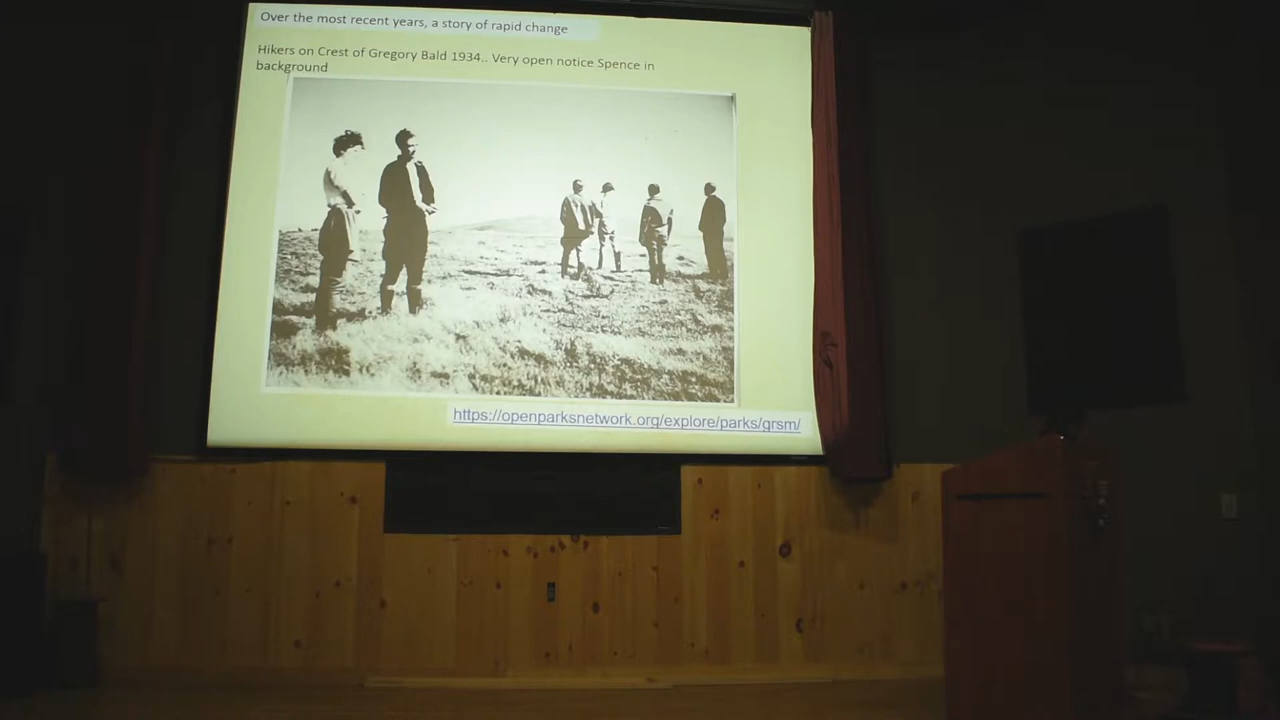 Over the most recent years, a story of rapid change
Hikers on Crest of Gregory Bald 1934.. Very open notice Spence in
background
https://openparksnetwork.org/explore/parks/grsm/